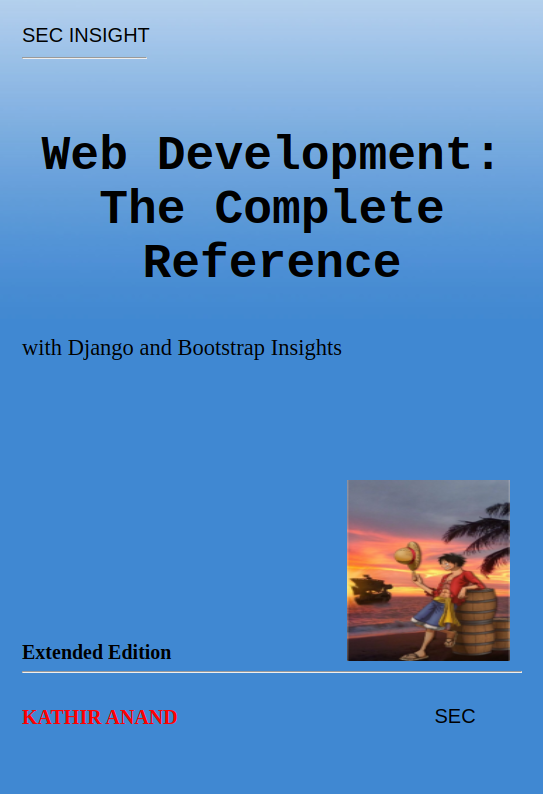 SEC INSIGHT
Web Development:
The Complete
Reference
with Django and Bootstrap Insights
Extended Edition
KATHIR ANAND
SEC